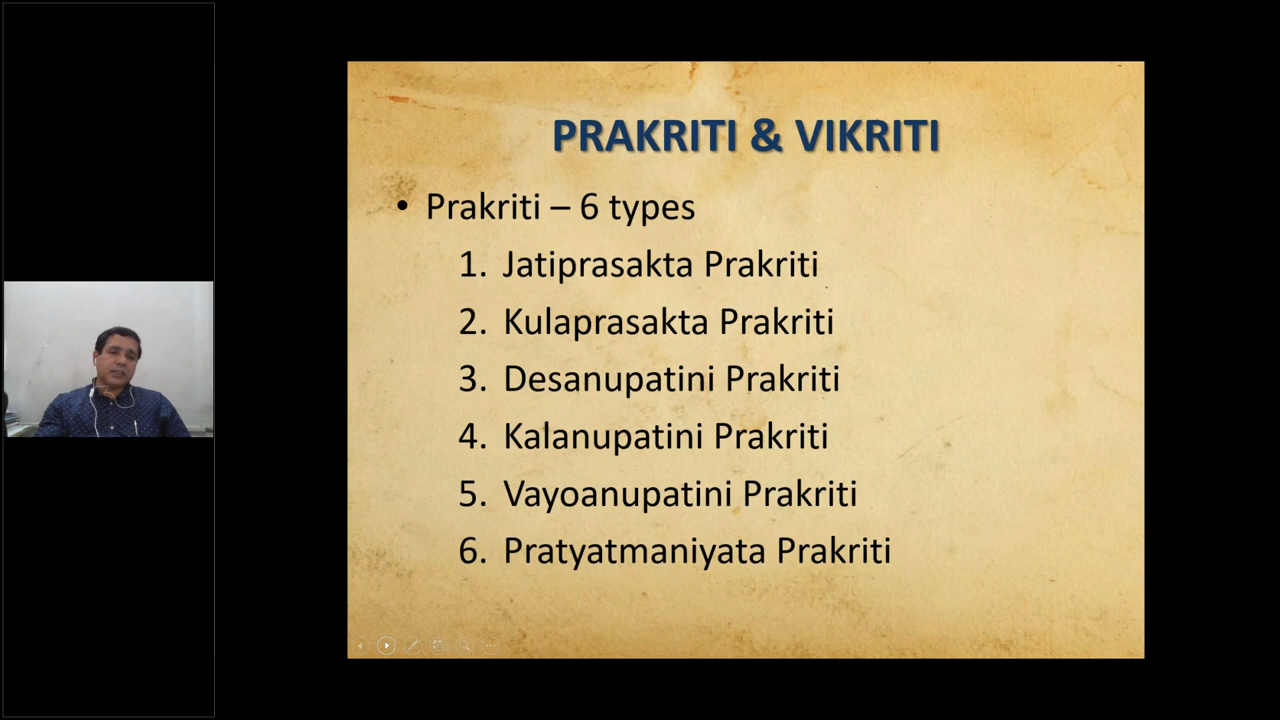 PRAKRITI & VIKRITI
• Prakriti – 6 types
1. Jatiprasakta Prakriti
2. Kulaprasakta Prakriti
3. Desanupatini Prakriti
4. Kalanupatini Prakriti
5. Vayoanupatini Prakriti
6. Pratyatmaniyata Prakriti